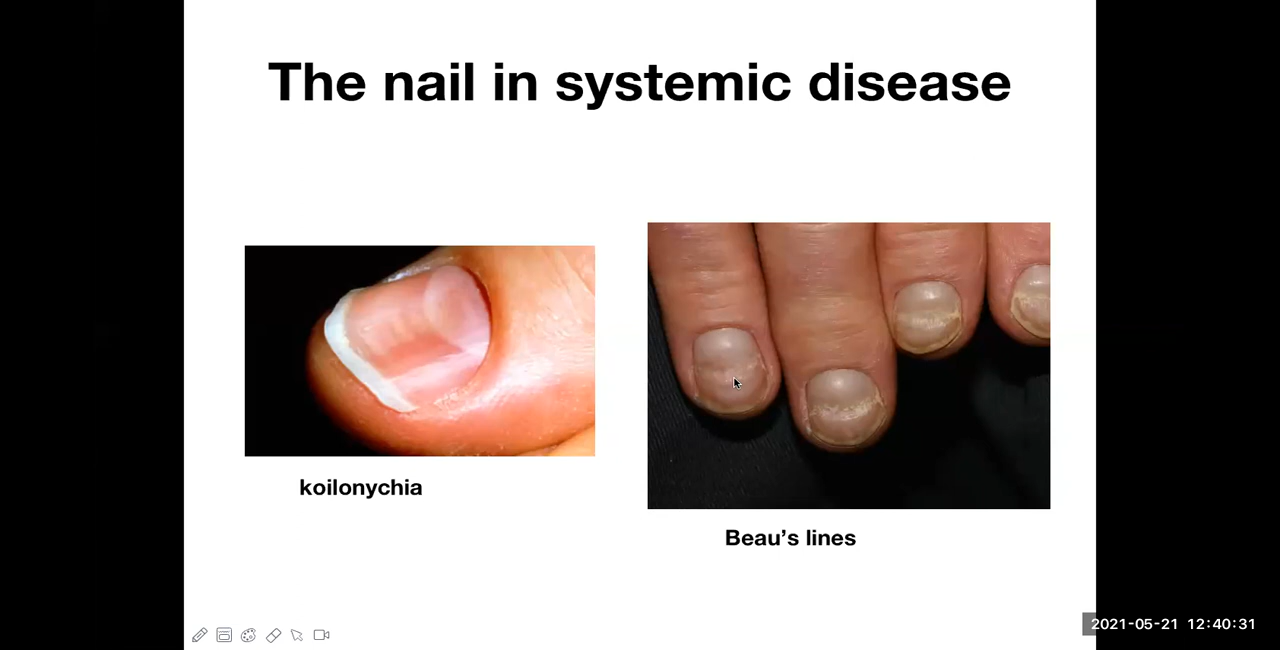 The nail in systemic disease
koilonychia
Beau’s lines
2021-05-21 12:40:31